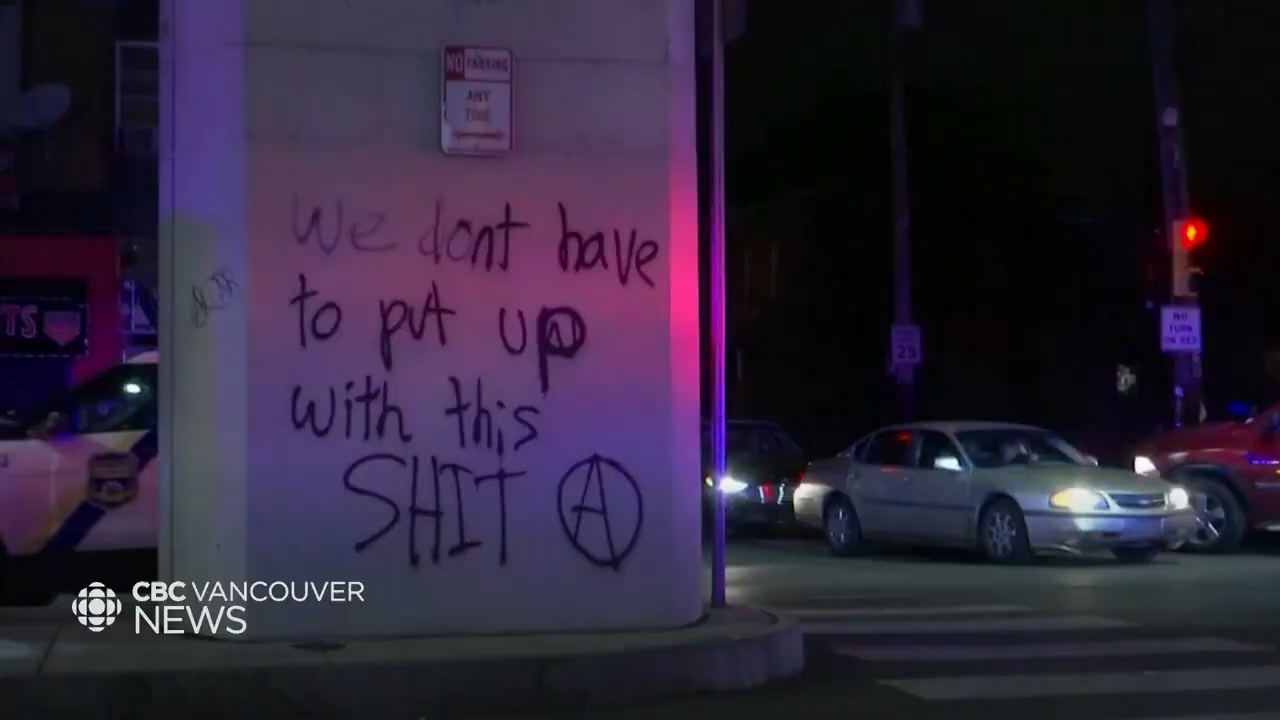 NO PARKING
ANY
TIME
We dont have
to put up
with this
SHIT Ⓐ
TS
25
NO
TURN
ON RED
CBC VANCOUVER
NEWS